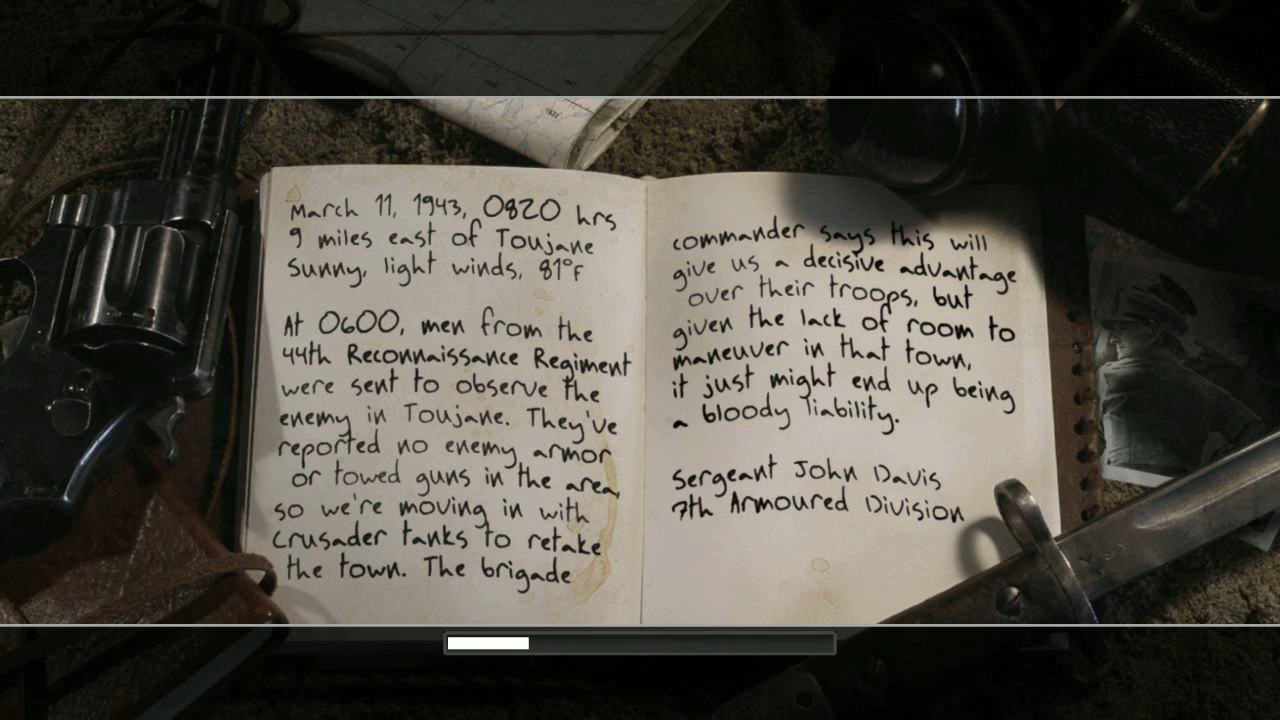 March 11, 1943, 0820 hrs
9 miles east of Toujane
Sunny, light winds, 81°F
At 0600, men from the
44th Reconnaissance Regiment
were sent to observe the
enemy in Toujane. They've
reported no enemy armor
or towed guns in the area,
so we're moving in with
Crusader tanks to retake
the town. The brigade
commander says this will
give us a decisive advantage
over their troops, but
given the lack of room to
maneuver in that town,
it just might end up being
a bloody liability.
Sergeant John Davis
7th Armoured Division